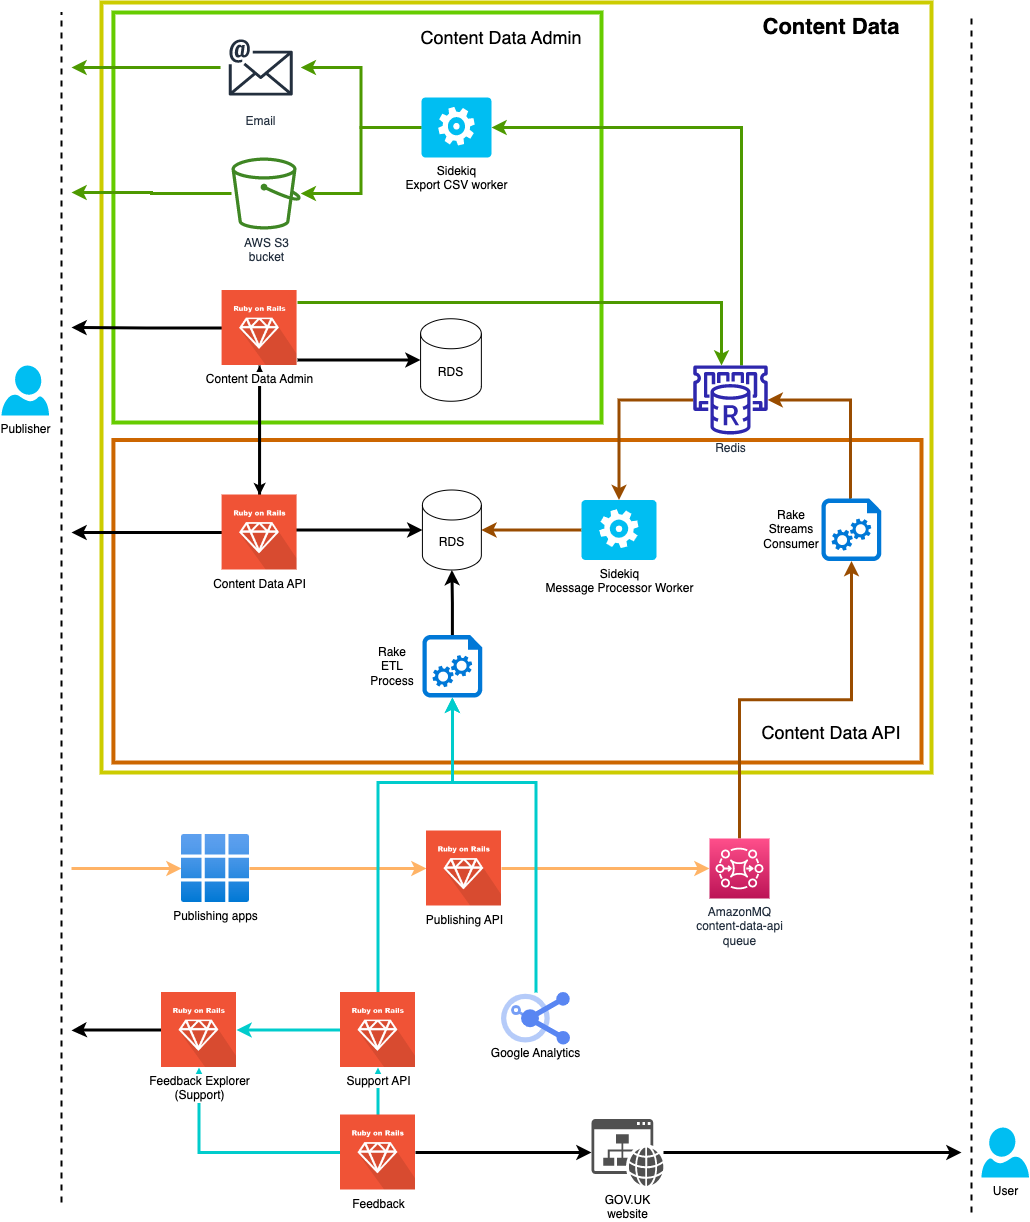 Content Data
Content Data Admin
@
Email
Sidekiq
Export CSV worker
AWS S3
bucket
Ruby on Rails
Content Data Admin
RDS
Publisher
R
Redis
Ruby on Rails
Content Data API
RDS
Sidekiq
Message Processor Worker
Rake
Streams
Consumer
Rake
ETL
Process
Content Data API
Publishing apps
Ruby on Rails
Publishing API
AmazonMQ
content-data-api
queue
Ruby on Rails
Feedback Explorer
(Support)
Ruby on Rails
Support API
Google Analytics
Ruby on Rails
Feedback
GOV.UK
website
User